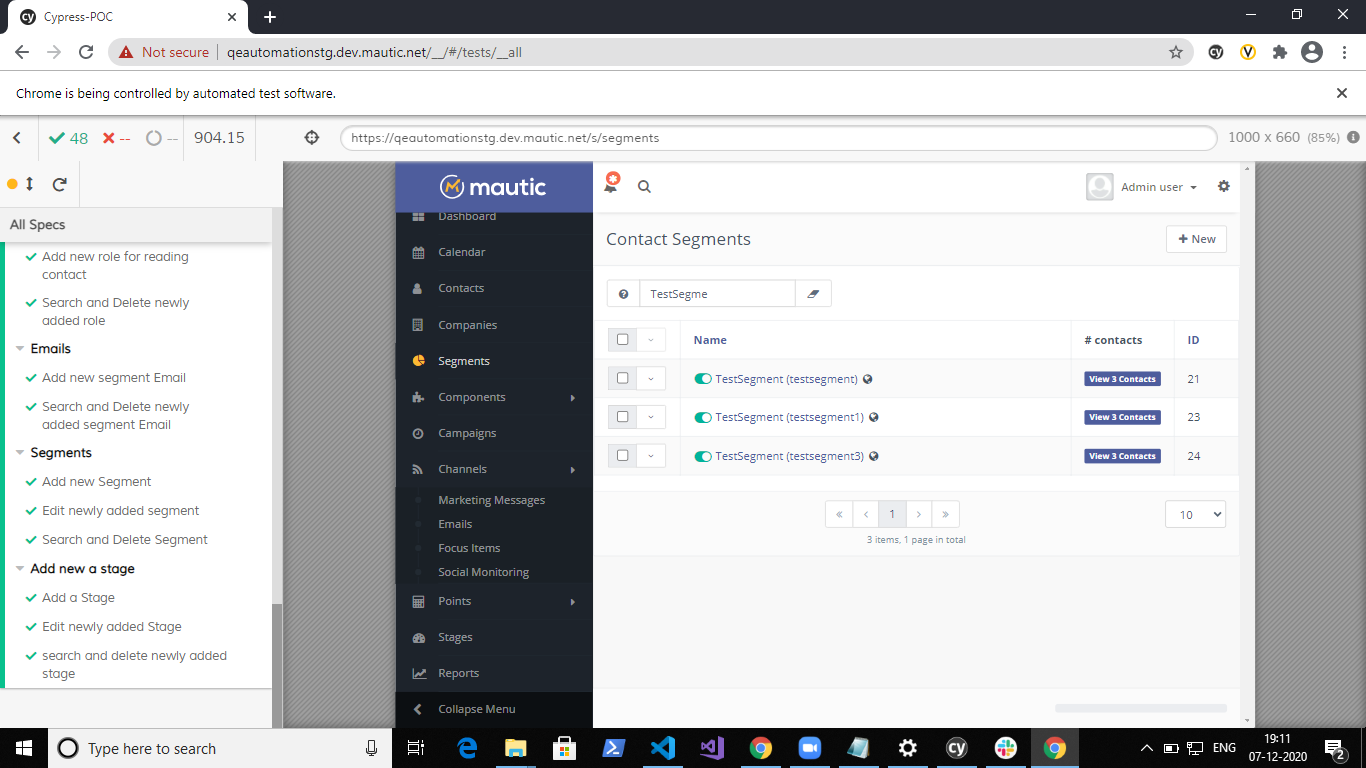 Cypress-POC
Not secure qeautomationstg.dev.mautic.net/__/#/tests/__all
Chrome is being controlled by automated test software.
48 -- -- 904.15
https://qeautomationstg.dev.mautic.net/s/segments
1000 x 660 (85%)
All Specs
Add new role for reading
contact
Search and Delete newly
added role
Emails
Add new segment Email
Search and Delete newly
added segment Email
Segments
Add new Segment
Edit newly added segment
Search and Delete Segment
Add new a stage
Add a Stage
Edit newly added Stage
search and delete newly added
stage
mautic
Dashboard
Calendar
Contacts
Companies
Segments
Components
Campaigns
Channels
Marketing Messages
Emails
Focus Items
Social Monitoring
Points
Stages
Reports
Collapse Menu
Admin user
Contact Segments
+ New
TestSegme
Name # contacts ID
TestSegment (testsegment) View 3 Contacts 21
TestSegment (testsegment1) View 3 Contacts 23
TestSegment (testsegment3) View 3 Contacts 24
« ‹ 1 › »
10
3 items, 1 page in total
Type here to search
ENG
19:11
07-12-2020
2